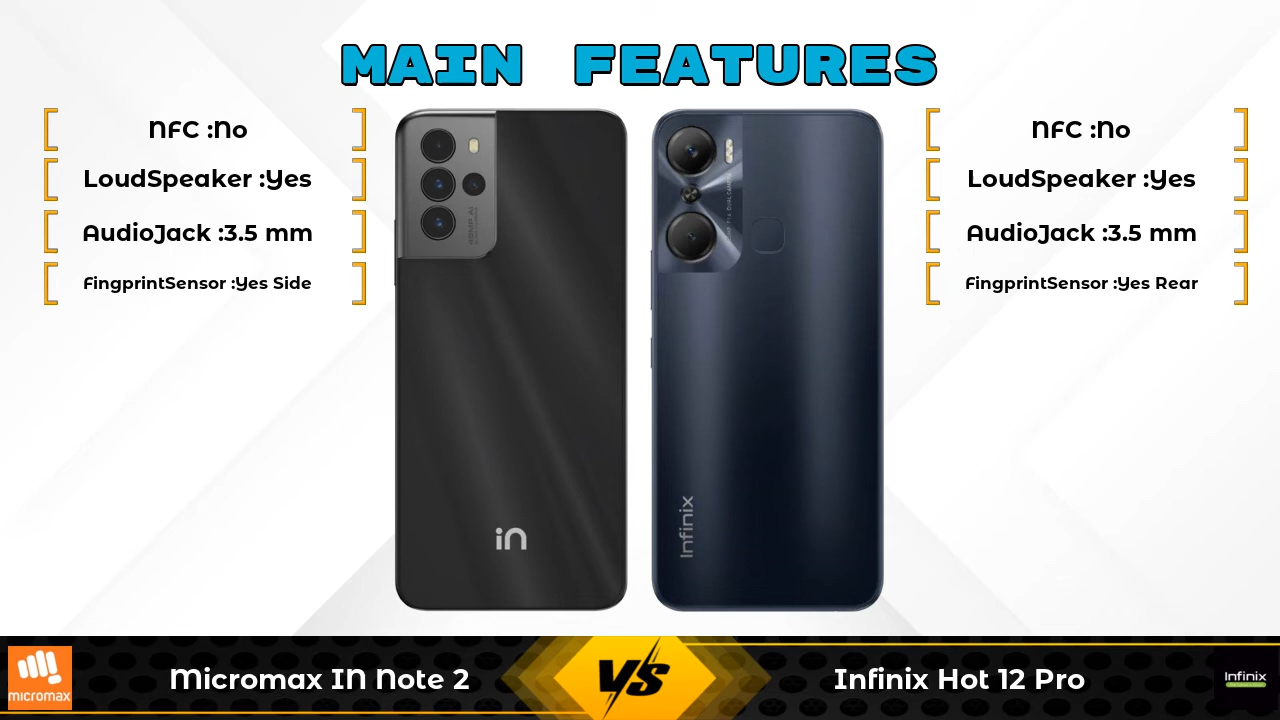 MAIN FEATURES
NFC :No
LoudSpeaker :Yes
AudioJack :3.5 mm
FingprintSensor :Yes Side
NFC :No
LoudSpeaker :Yes
AudioJack :3.5 mm
FingprintSensor :Yes Rear
in
Infinix
micromax
Micromax IN Note 2
VS
Infinix Hot 12 Pro
Infinix